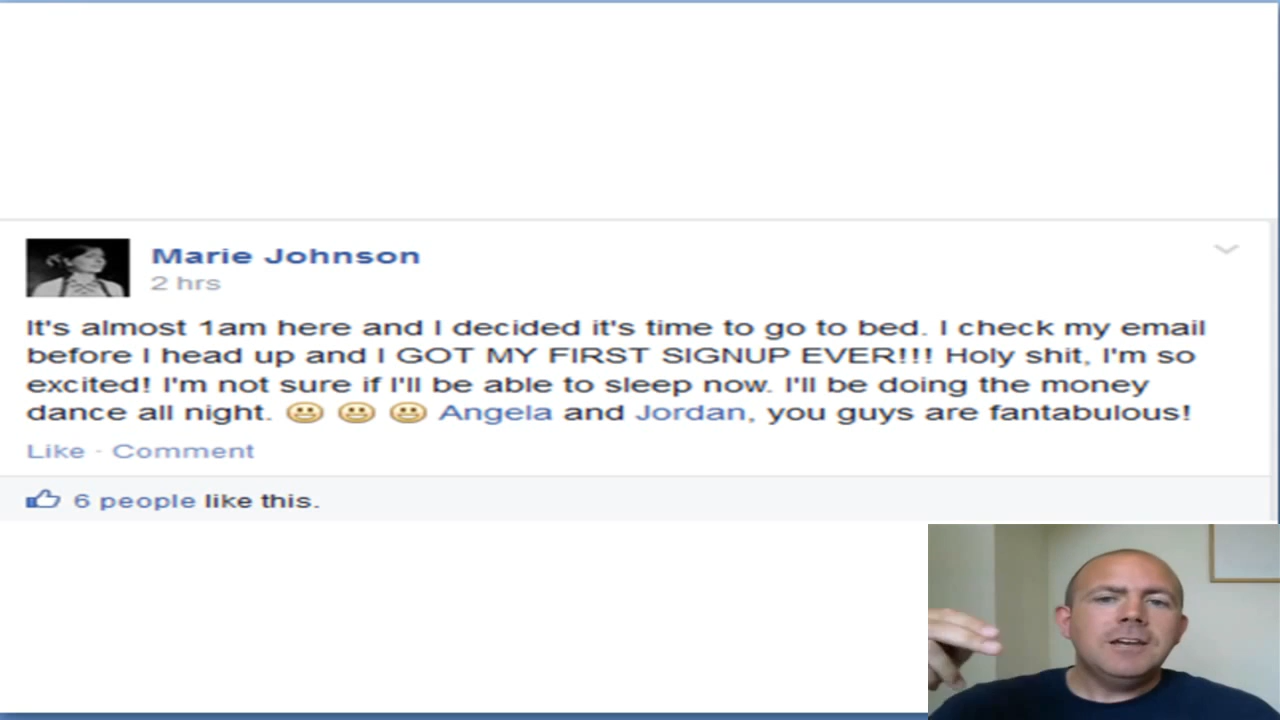 Marie Johnson
2 hrs
It's almost 1am here and I decided it's time to go to bed. I check my email
before I head up and I GOT MY FIRST SIGNUP EVER!!! Holy shit, I'm so
excited! I'm not sure if I'll be able to sleep now. I'll be doing the money
dance all night. 😀 😀 😀 Angela and Jordan, you guys are fantabulous!
Like · Comment
6 people like this.